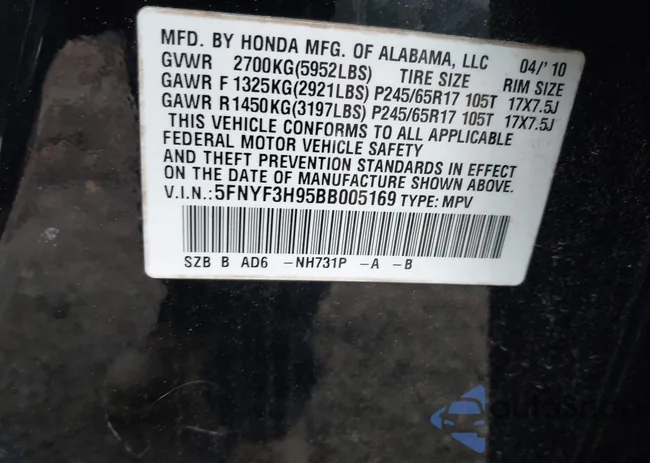 MFD. BY HONDA MFG. OF ALABAMA, LLC 04/'10
GVWR 2700KG(5952LBS) TIRE SIZE RIM SIZE
GAWR F 1325KG(2921LBS) P245/65R17 105T 17X7.5J
GAWR R 1450KG(3197LBS) P245/65R17 105T 17X7.5J
THIS VEHICLE CONFORMS TO ALL APPLICABLE
FEDERAL MOTOR VEHICLE SAFETY
AND THEFT PREVENTION STANDARDS IN EFFECT
ON THE DATE OF MANUFACTURE SHOWN ABOVE.
V.I.N.: 5FNYF3H95BB005169 TYPE: MPV
SZB B AD6 -NH731P -A -B